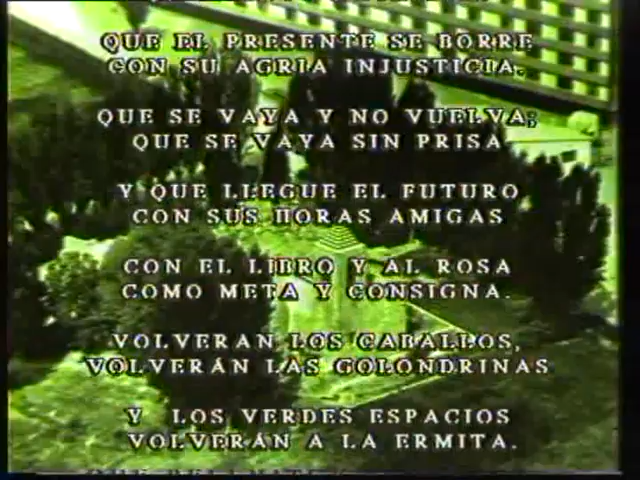 QUE EL PRESENTE SE BORRE
CON SU AGRIA INJUSTICIA.
QUE SE VAYA Y NO VUELVA;
QUE SE VAYA SIN PRISA
Y QUE LLEGUE EL FUTURO
CON SUS HORAS AMIGAS
CON EL LIBRO Y AL ROSA
COMO META Y CONSIGNA.
VOLVERAN LOS CABALLOS,
VOLVERÁN LAS GOLONDRINAS
Y LOS VERDES ESPACIOS
VOLVERÁN A LA ERMITA.